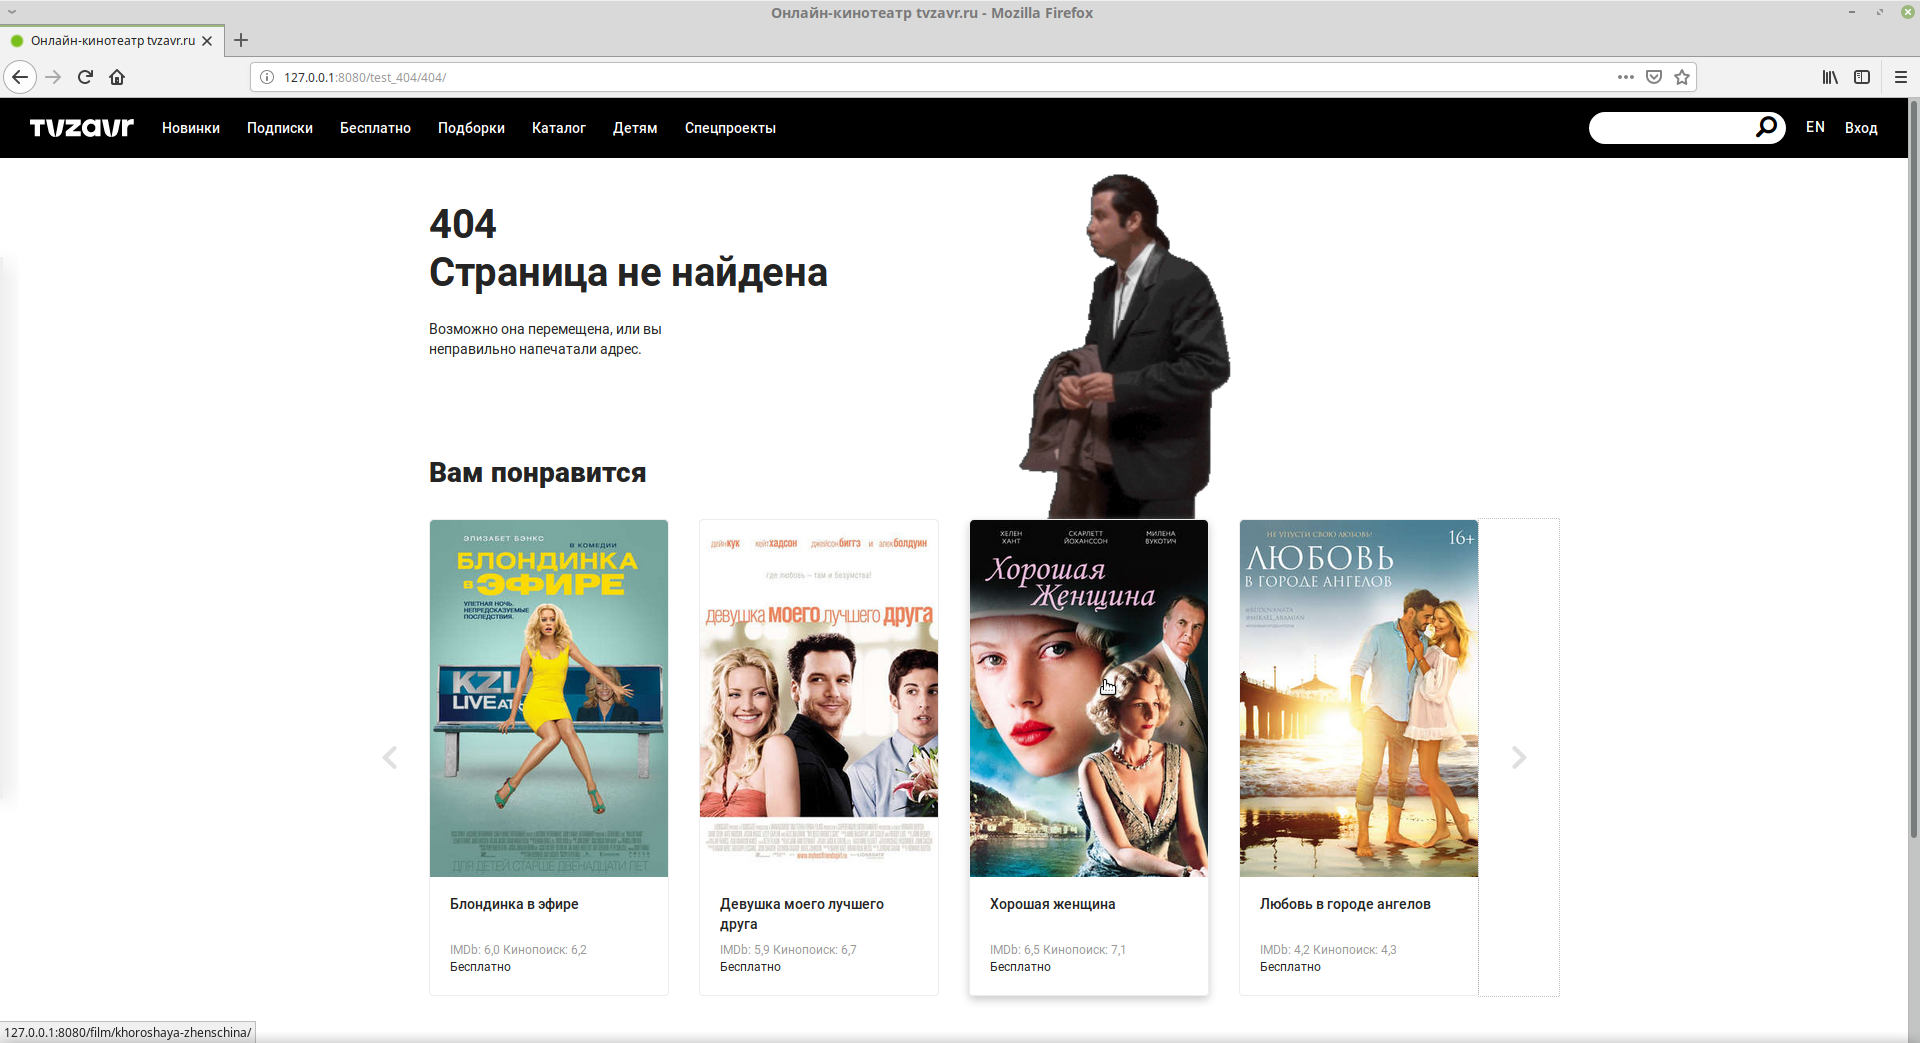 Онлайн-кинотеатр tvzavr.ru - Mozilla Firefox
Онлайн-кинотеатр tvzavr.ru
127.0.0.1:8080/test_404/404/
TVZAVR
Новинки Подписки Бесплатно Подборки Каталог Детям Спецпроекты EN Вход
404
Страница не найдена
Возможно она перемещена, или вы
неправильно напечатали адрес.
Вам понравится
ЭЛИЗАБЕТ БЭНКС
В КОМЕДИИ
БЛОНДИНКА
В ЭФИРЕ
УЛЕТНАЯ НОЧЬ.
НЕПРЕДСКАЗУЕМЫЕ
ПОСЛЕДСТВИЯ.
KZL
LIVE AT
ДЛЯ ДЕТЕЙ СТАРШЕ ДВЕНАДЦАТИ ЛЕТ
Блондинка в эфире
IMDb: 6,0 Кинопоиск: 6,2
Бесплатно
дейн кук кейт хадсон джейсон биггз и алек болдуин
где любовь – там и безумства!
девушка моего лучшего друга
Девушка моего лучшего
друга
IMDb: 5,9 Кинопоиск: 6,7
Бесплатно
ХЕЛЕН
ХАНТ
СКАРЛЕТТ
ЙОХАНССОН
МИЛЕНА
ВУКОТИЧ
Хорошая
Женщина
Хорошая женщина
IMDb: 6,5 Кинопоиск: 7,1
Бесплатно
НЕ УПУСТИ СВОЮ ЛЮБОВЬ!
16+
ЛЮБОВЬ
В ГОРОДЕ АНГЕЛОВ
Любовь в городе ангелов
IMDb: 4,2 Кинопоиск: 4,3
Бесплатно
127.0.0.1:8080/film/khoroshaya-zhenschina/